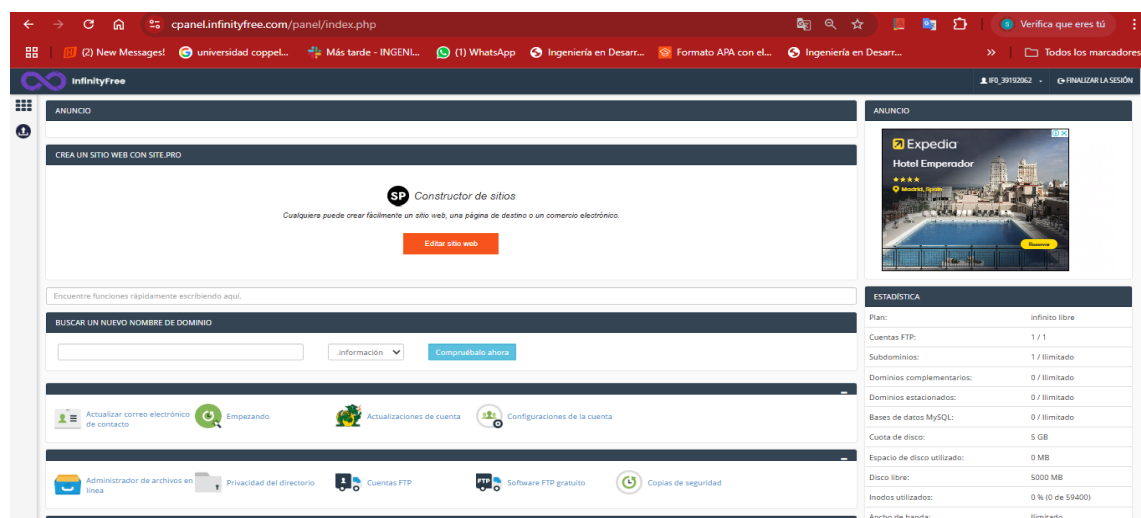 cpanel.infinityfree.com/panel/index.php
Verifica que eres tú
(2) New Messages!
universidad coppel...
Más tarde - INGENI...
(1) WhatsApp
Ingeniería en Desarr...
Formato APA con el...
Ingeniería en Desarr...
»
Todos los marcadores
InfinityFree
IF0_39192062
FINALIZAR LA SESIÓN
ANUNCIO
CREA UN SITIO WEB CON SITE.PRO
SP Constructor de sitios
Cualquiera puede crear fácilmente un sitio web, una página de destino o un comercio electrónico.
Editar sitio web
Encuentre funciones rápidamente escribiendo aquí.
BUSCAR UN NUEVO NOMBRE DE DOMINIO
.información
Compruébalo ahora
Actualizar correo electrónico
de contacto
Empezando
Actualizaciones de cuenta
Configuraciones de la cuenta
Administrador de archivos en
línea
Privacidad del directorio
Cuentas FTP
FTP
Software FTP gratuito
Copias de seguridad
ANUNCIO
Expedia
Hotel Emperador
Madrid, Spain
Reserve
ESTADÍSTICA
Plan: infinito libre
Cuentas FTP: 1 / 1
Subdominios: 1 / Ilimitado
Dominios complementarios: 0 / Ilimitado
Dominios estacionados: 0 / Ilimitado
Bases de datos MySQL: 0 / Ilimitado
Cuota de disco: 5 GB
Espacio de disco utilizado: 0 MB
Disco libre: 5000 MB
Inodos utilizados: 0 % (0 de 59400)
Ancho de banda: Ilimitado